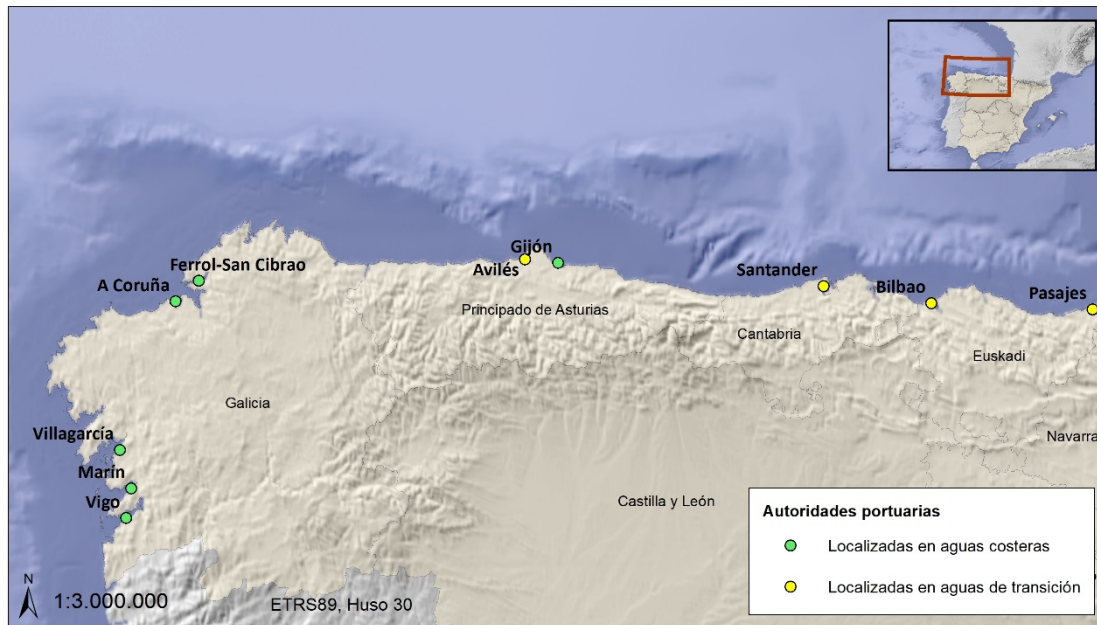 Gijón
Ferrol-San Cibrao
Avilés
Santander
A Coruña
Bilbao
Pasajes
Principado de Asturias
Cantabria
Euskadi
Galicia
Villagarcía
Navarra
Marín
Vigo
Castilla y León
Autoridades portuarias
Localizadas en aguas costeras
Localizadas en aguas de transición
N
1:3.000.000
ETRS89, Huso 30